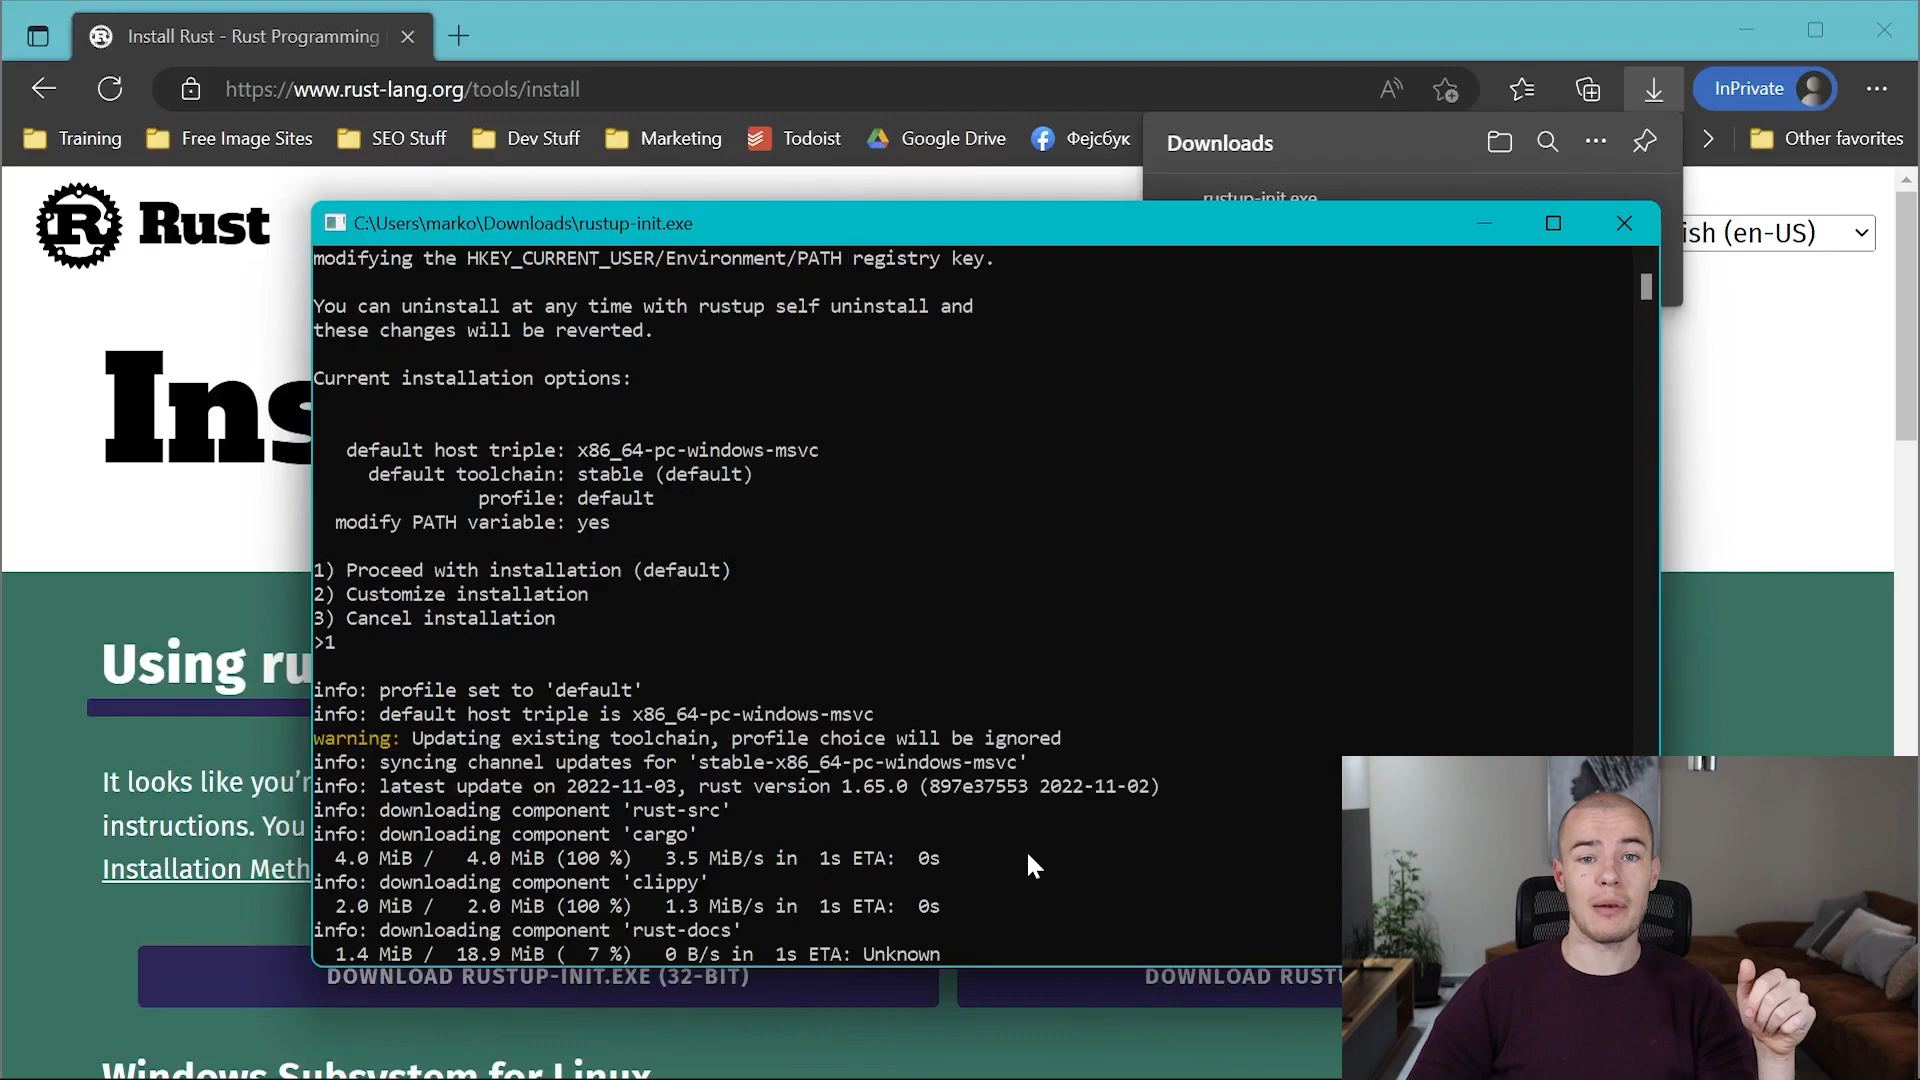 Install Rust - Rust Programming
https://www.rust-lang.org/tools/install
InPrivate
Training
Free Image Sites
SEO Stuff
Dev Stuff
Marketing
Todoist
Google Drive
Фејсбук
Other favorites
Downloads
rustup-init.exe
Rust
ish (en-US)
C:\Users\marko\Downloads\rustup-init.exe
modifying the HKEY_CURRENT_USER/Environment/PATH registry key.
You can uninstall at any time with rustup self uninstall and
these changes will be reverted.
Current installation options:
default host triple: x86_64-pc-windows-msvc
default toolchain: stable (default)
profile: default
modify PATH variable: yes
1) Proceed with installation (default)
2) Customize installation
3) Cancel installation
>1
info: profile set to 'default'
info: default host triple is x86_64-pc-windows-msvc
warning: Updating existing toolchain, profile choice will be ignored
info: syncing channel updates for 'stable-x86_64-pc-windows-msvc'
info: latest update on 2022-11-03, rust version 1.65.0 (897e37553 2022-11-02)
info: downloading component 'rust-src'
info: downloading component 'cargo'
4.0 MiB / 4.0 MiB (100 %) 3.5 MiB/s in 1s ETA: 0s
info: downloading component 'clippy'
2.0 MiB / 2.0 MiB (100 %) 1.3 MiB/s in 1s ETA: 0s
info: downloading component 'rust-docs'
1.4 MiB / 18.9 MiB ( 7 %) 0 B/s in 1s ETA: Unknown
Ins
Using ru
It looks like you'r
instructions. You
Installation Meth
DOWNLOAD RUSTUP-INIT.EXE (32-BIT)
DOWNLOAD RUSTU
Windows Subsystem for Linux